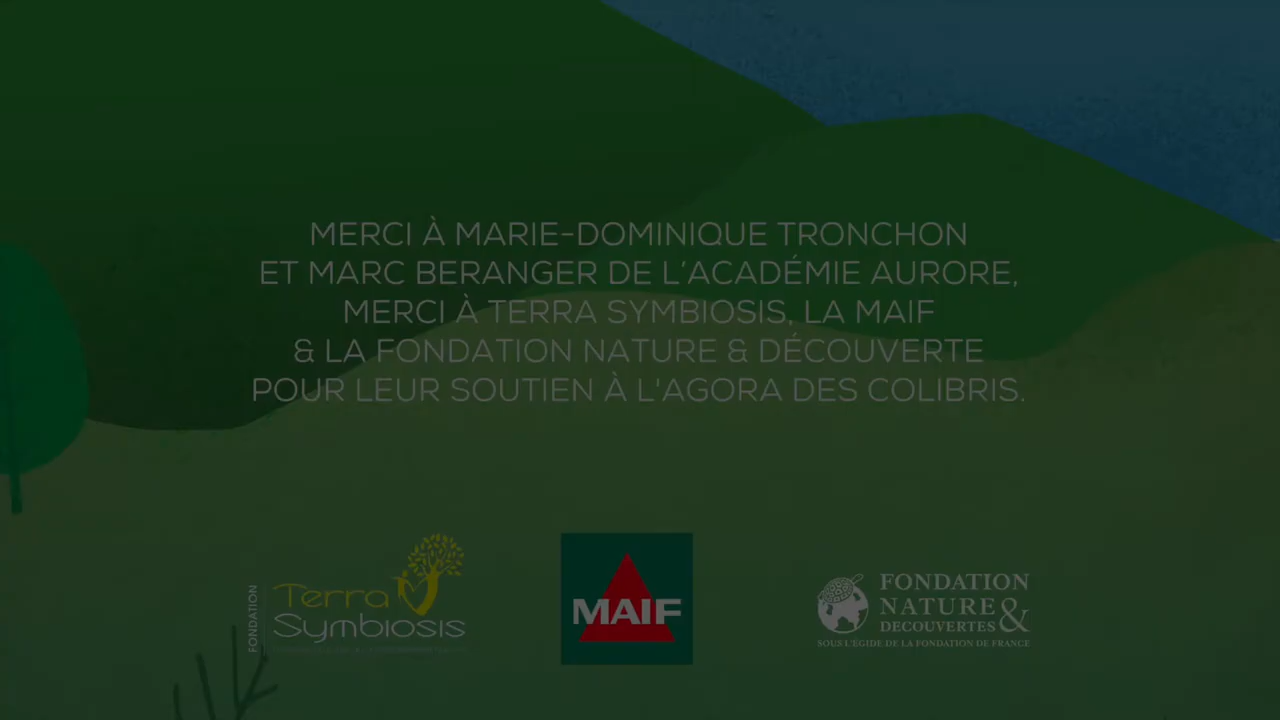 MERCI À MARIE-DOMINIQUE TRONCHON
ET MARC BERANGER DE L'ACADÉMIE AURORE,
MERCI À TERRA SYMBIOSIS, LA MAIF
& LA FONDATION NATURE & DÉCOUVERTE
POUR LEUR SOUTIEN À L'AGORA DES COLIBRIS.
FONDATION
Terra
Symbiosis
MAIF
FONDATION
NATURE &
DECOUVERTES
SOUS L'ÉGIDE DE LA FONDATION DE FRANCE